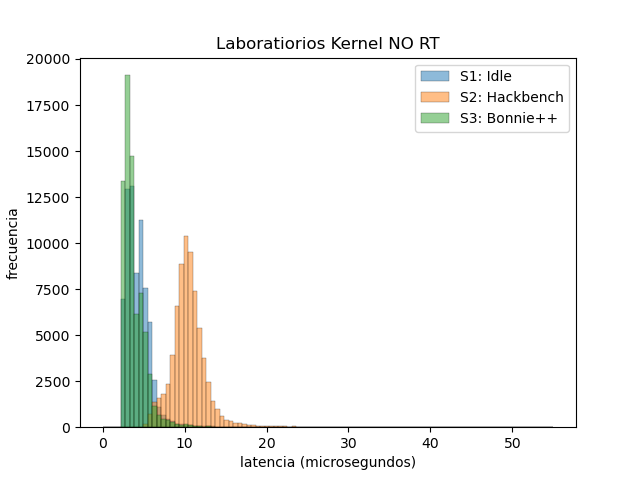 Laboratiorios Kernel NO RT
S1: Idle
S2: Hackbench
S3: Bonnie++
frecuencia
20000
17500
15000
12500
10000
7500
5000
2500
0
0 10 20 30 40 50
latencia (microsegundos)